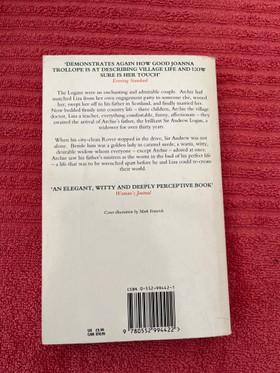 'DEMONSTRATES AGAIN HOW GOOD JOANNA
TROLLOPE IS AT DESCRIBING VILLAGE LIFE AND HOW
SURE IS HER TOUCH'
Evening Standard
The Logans were an enchanting and admirable couple. Archie had
snatched Liza from her own engagement party to someone else, wooed
her, swept her off to his father in Scotland, and finally married her.
Now bedded firmly into country life – three children, Archie the village
doctor, Liza a teacher, everything comfortable, funny, affectionate – they
awaited the arrival of Archie's father, the brilliant Sir Andrew Logan, a
widower for over thirty years.
When his city-clean Rover stopped in the drive, Sir Andrew was not
alone. Beside him was a golden lady in caramel suede, a warm, witty,
desirable widow whom everyone – except Archie – adored at once.
Archie saw his father's mistress as the worm in the bud of his perfect life
– a life that was to be wrenched apart before he and Liza could re-create
their world.
'AN ELEGANT, WITTY AND DEEPLY PERCEPTIVE BOOK'
Woman's Journal
Cover illustration by Mark Entwisle
ISBN 0-552-99442-1
UK £5.99
9 780552 994422 >